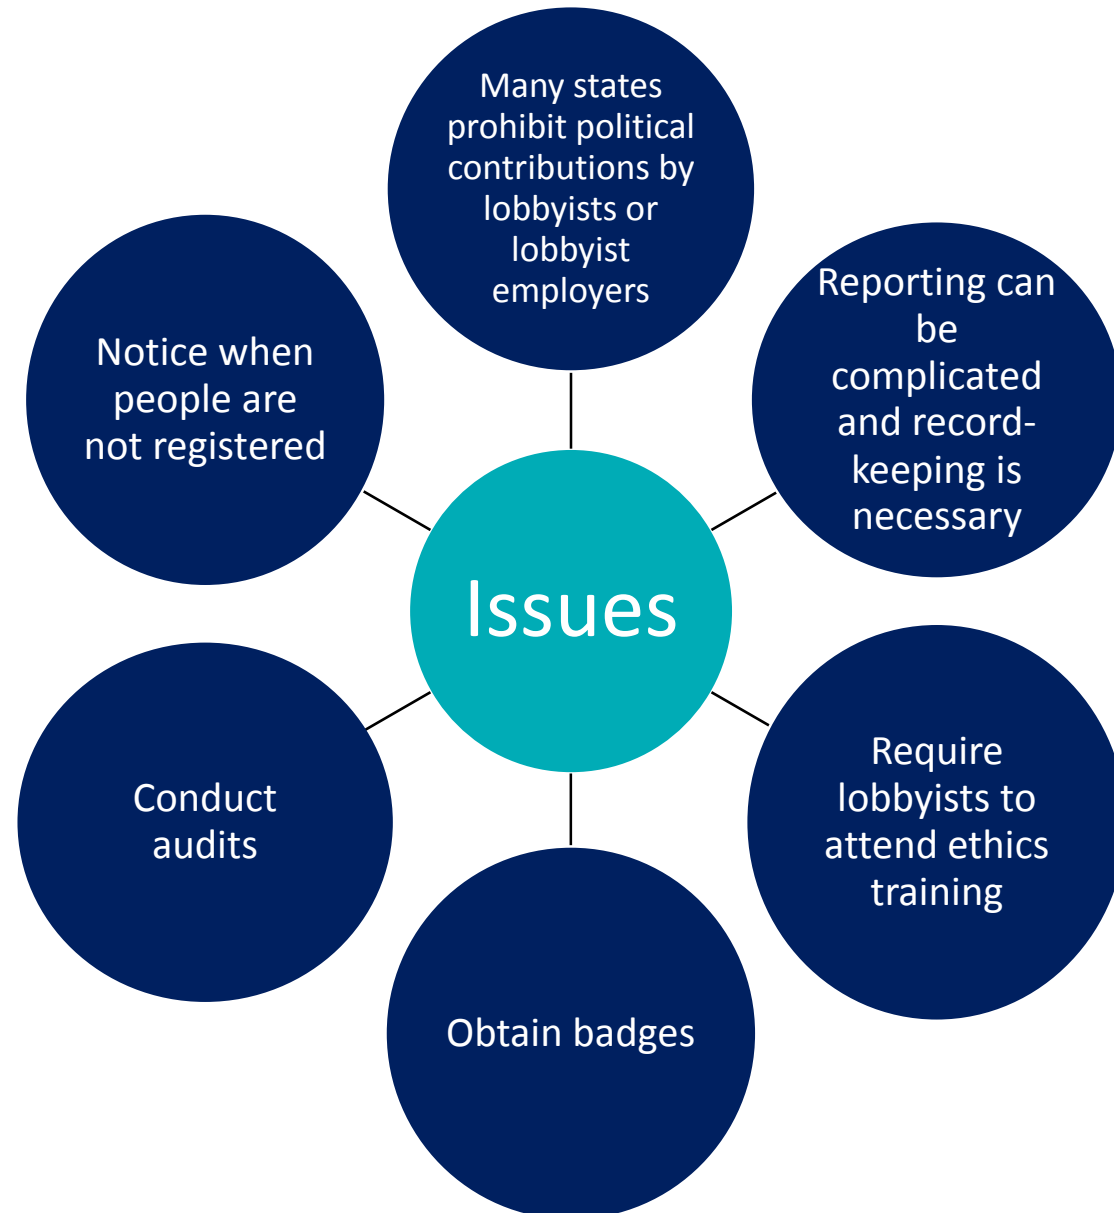 Many states
prohibit political
contributions by
lobbyists or
lobbyist
employers
Reporting can
be
complicated
and record-
keeping is
necessary
Require
lobbyists to
attend ethics
training
Obtain badges
Conduct
audits
Notice when
people are
not registered
Issues